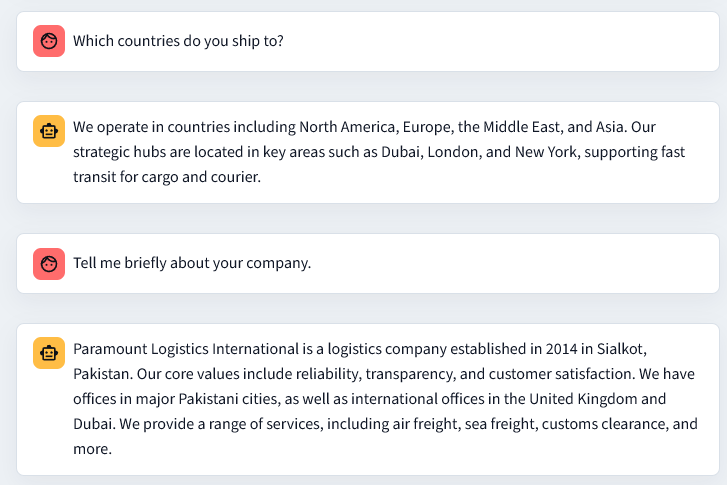 Which countries do you ship to?
We operate in countries including North America, Europe, the Middle East, and Asia. Our
strategic hubs are located in key areas such as Dubai, London, and New York, supporting fast
transit for cargo and courier.
Tell me briefly about your company.
Paramount Logistics International is a logistics company established in 2014 in Sialkot,
Pakistan. Our core values include reliability, transparency, and customer satisfaction. We have
offices in major Pakistani cities, as well as international offices in the United Kingdom and
Dubai. We provide a range of services, including air freight, sea freight, customs clearance, and
more.